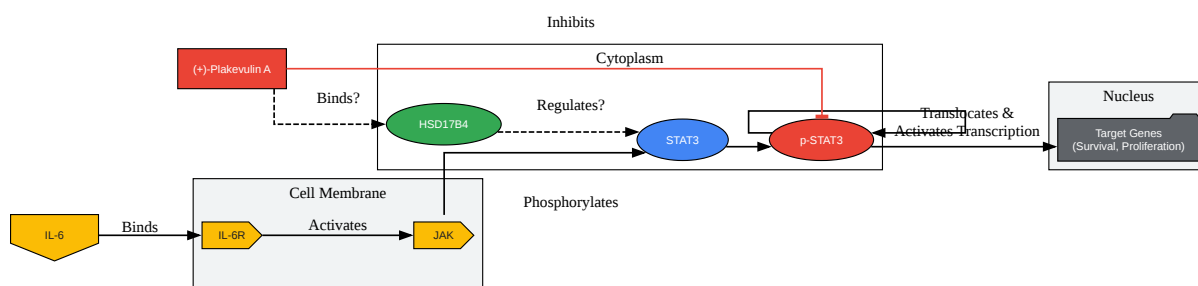 Inhibits
Cytoplasm
(+)-Plakevulin A
Binds?
Regulates?
HSD17B4
STAT3
p-STAT3
Translocates &
Activates Transcription
Nucleus
Target Genes
(Survival, Proliferation)
Cell Membrane
Phosphorylates
IL-6
Binds
IL-6R
Activates
JAK